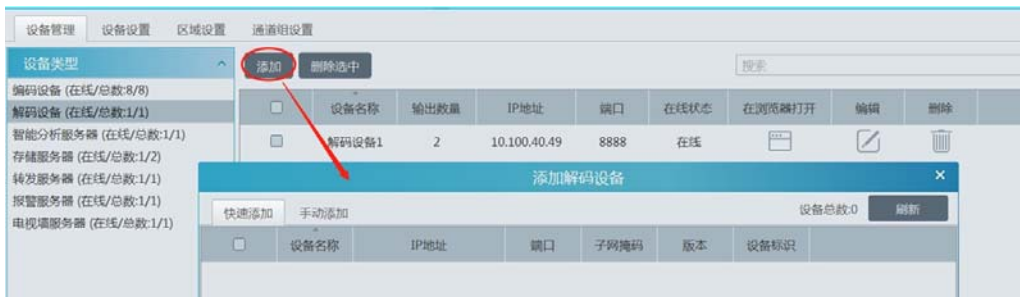 设备管理 设备设置 区域设置 通道组设置
设备类型
添加 删除选中 搜索
编码设备 (在线/总数:8/8)
解码设备 (在线/总数:1/1)
智能分析服务器 (在线/总数:1/1)
存储服务器 (在线/总数:1/2)
转发服务器 (在线/总数:1/1)
报警服务器 (在线/总数:1/1)
电视墙服务器 (在线/总数:1/1)
设备名称 输出数量 IP地址 端口 在线状态 在浏览器打开 编辑 删除
解码设备1 2 10.100.40.49 8888 在线
添加解码设备
快速添加 手动添加 设备总数:0 刷新
设备名称 IP地址 端口 子网掩码 版本 设备标识